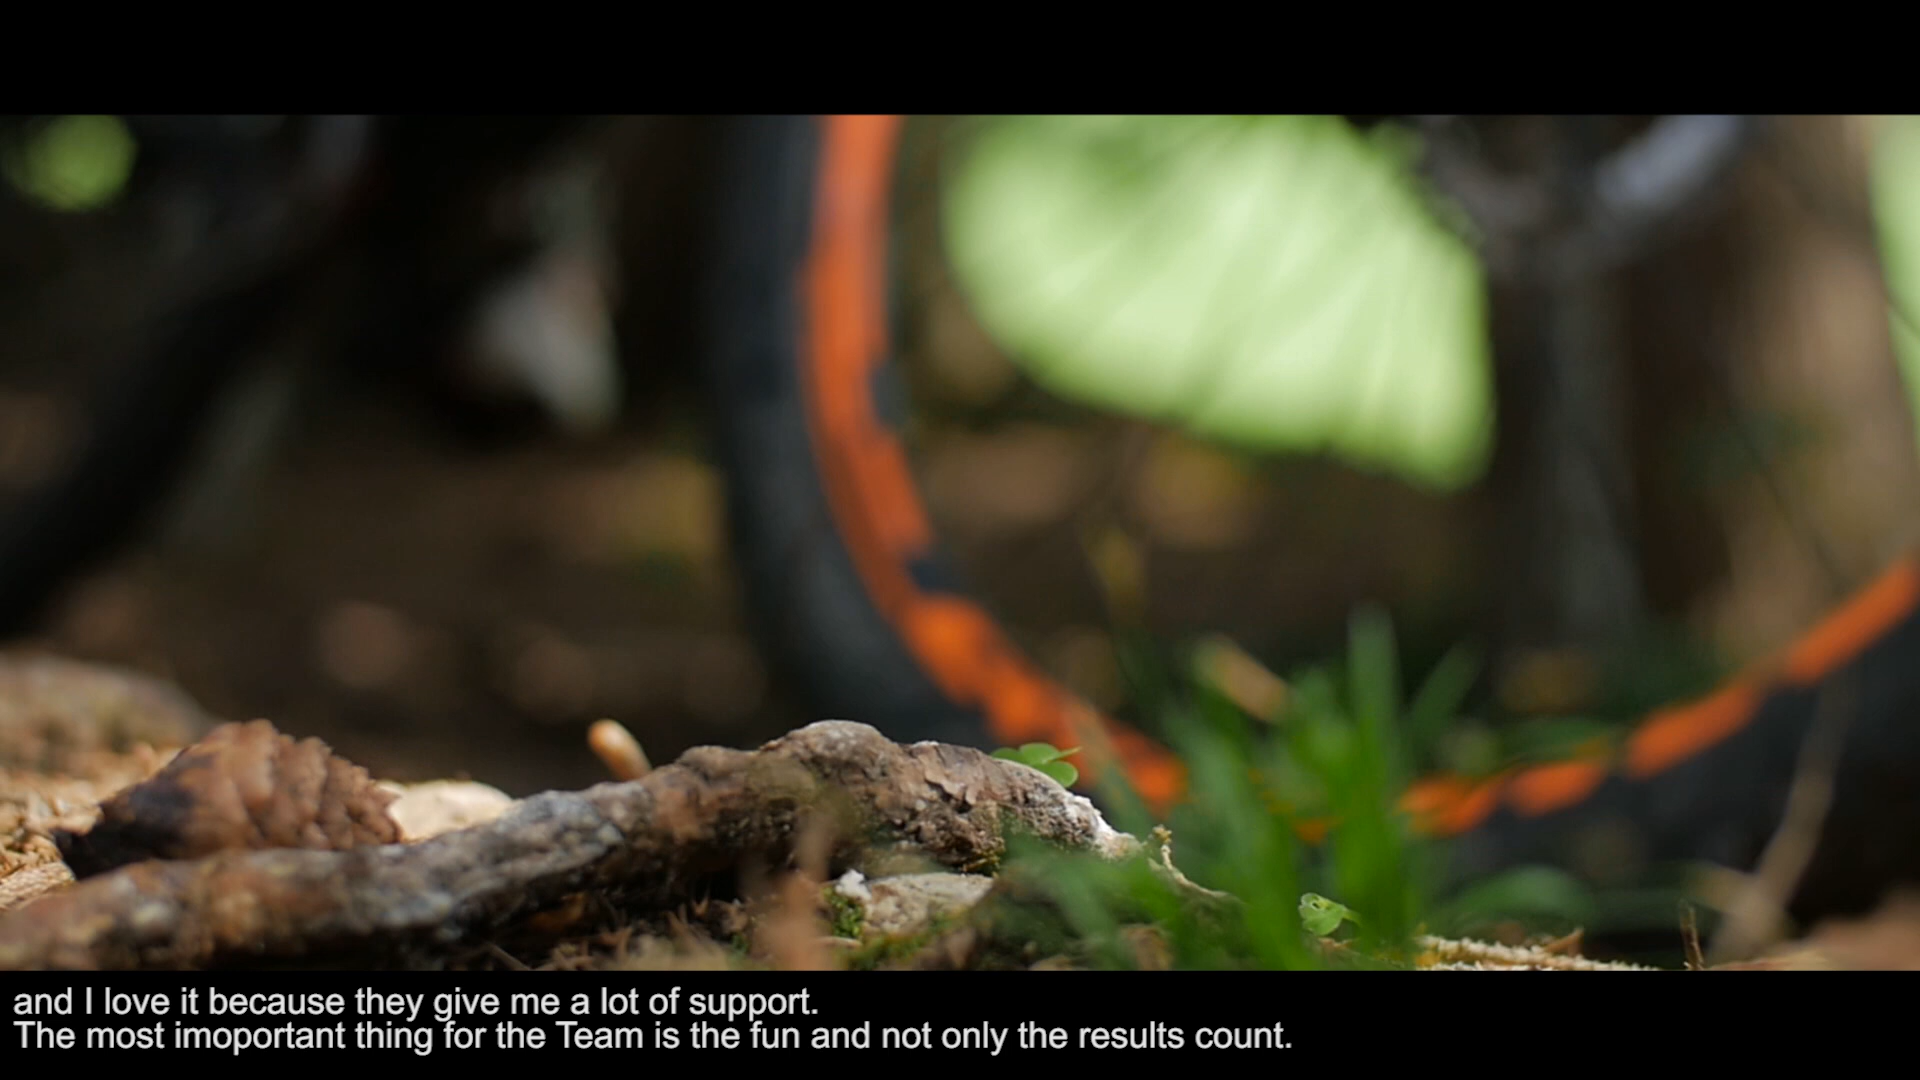 and I love it because they give me a lot of support.
The most imoportant thing for the Team is the fun and not only the results count.